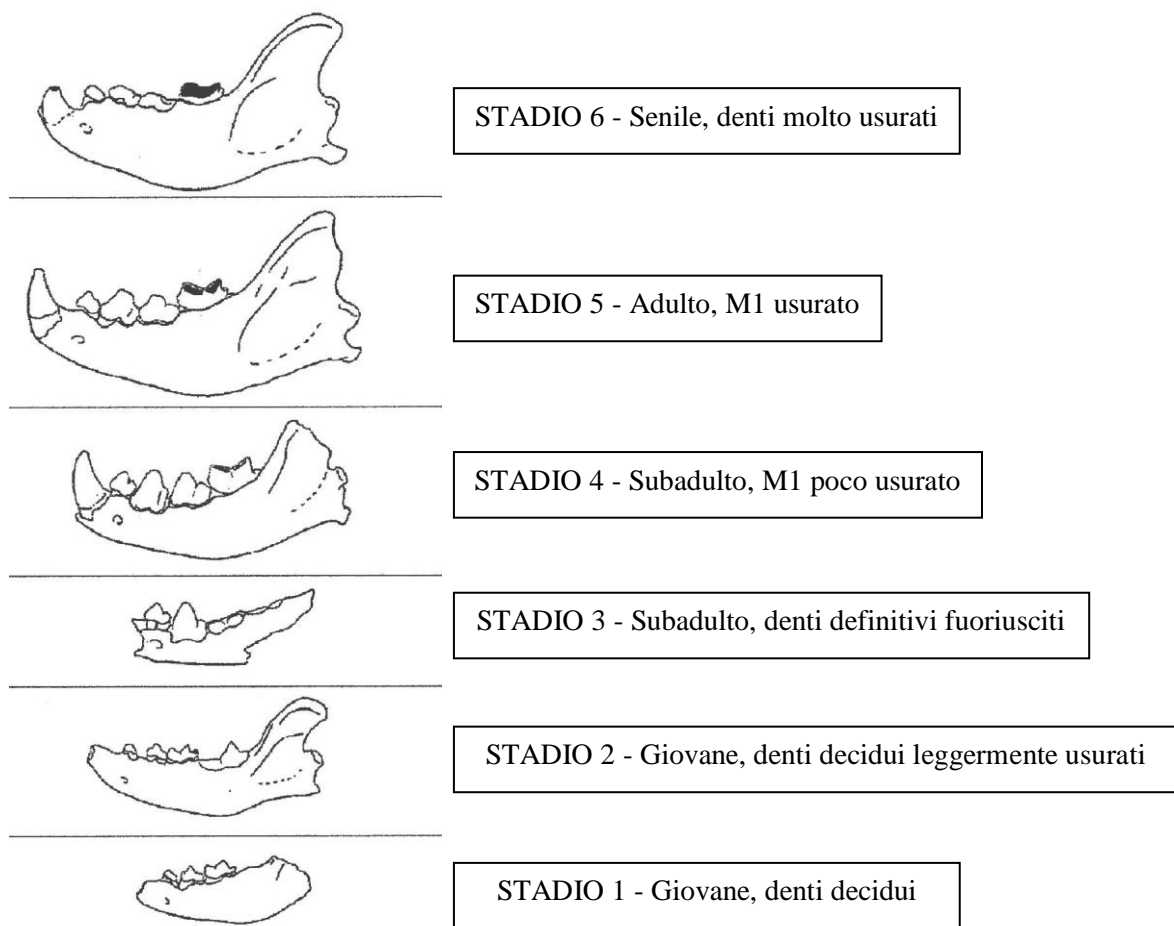 STADIO 6 - Senile, denti molto usurati
STADIO 5 - Adulto, M1 usurato
STADIO 4 - Subadulto, M1 poco usurato
STADIO 3 - Subadulto, denti definitivi fuoriusciti
STADIO 2 - Giovane, denti decidui leggermente usurati
STADIO 1 - Giovane, denti decidui